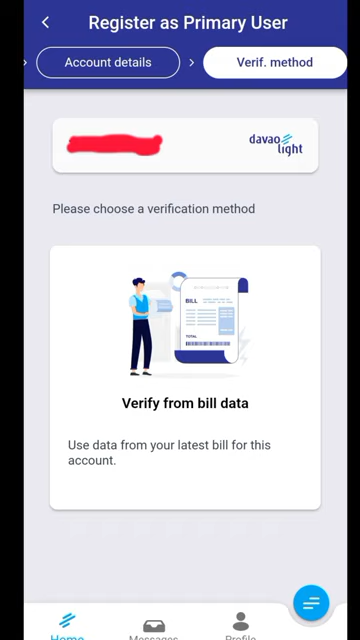 Register as Primary User
Account details
Verif. method
davao
light
Please choose a verification method
BILL
TOTAL
Verify from bill data
Use data from your latest bill for this
account.
Home
Messages
Profile